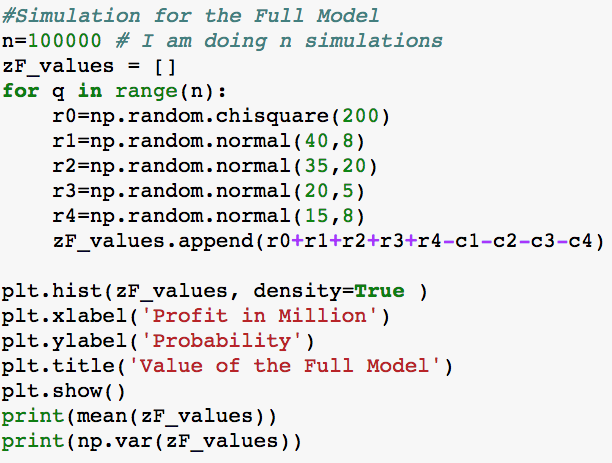 #Simulation for the Full Model
n=100000 # I am doing n simulations
zF_values = []
for q in range(n):
    r0=np.random.chisquare(200)
    r1=np.random.normal(40,8)
    r2=np.random.normal(35,20)
    r3=np.random.normal(20,5)
    r4=np.random.normal(15,8)
    zF_values.append(r0+r1+r2+r3+r4-c1-c2-c3-c4)

plt.hist(zF_values, density=True )
plt.xlabel('Profit in Million')
plt.ylabel('Probability')
plt.title('Value of the Full Model')
plt.show()
print(mean(zF_values))
print(np.var(zF_values))